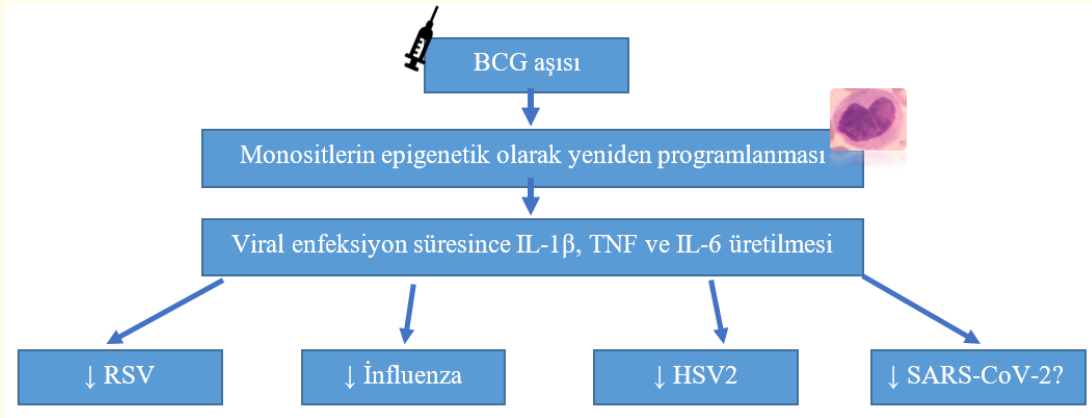 BCG aşısı
Monositlerin epigenetik olarak yeniden programlanması
Viral enfeksiyon süresince IL-1β, TNF ve IL-6 üretilmesi
↓ RSV
↓ İnfluenza
↓ HSV2
↓ SARS-CoV-2?